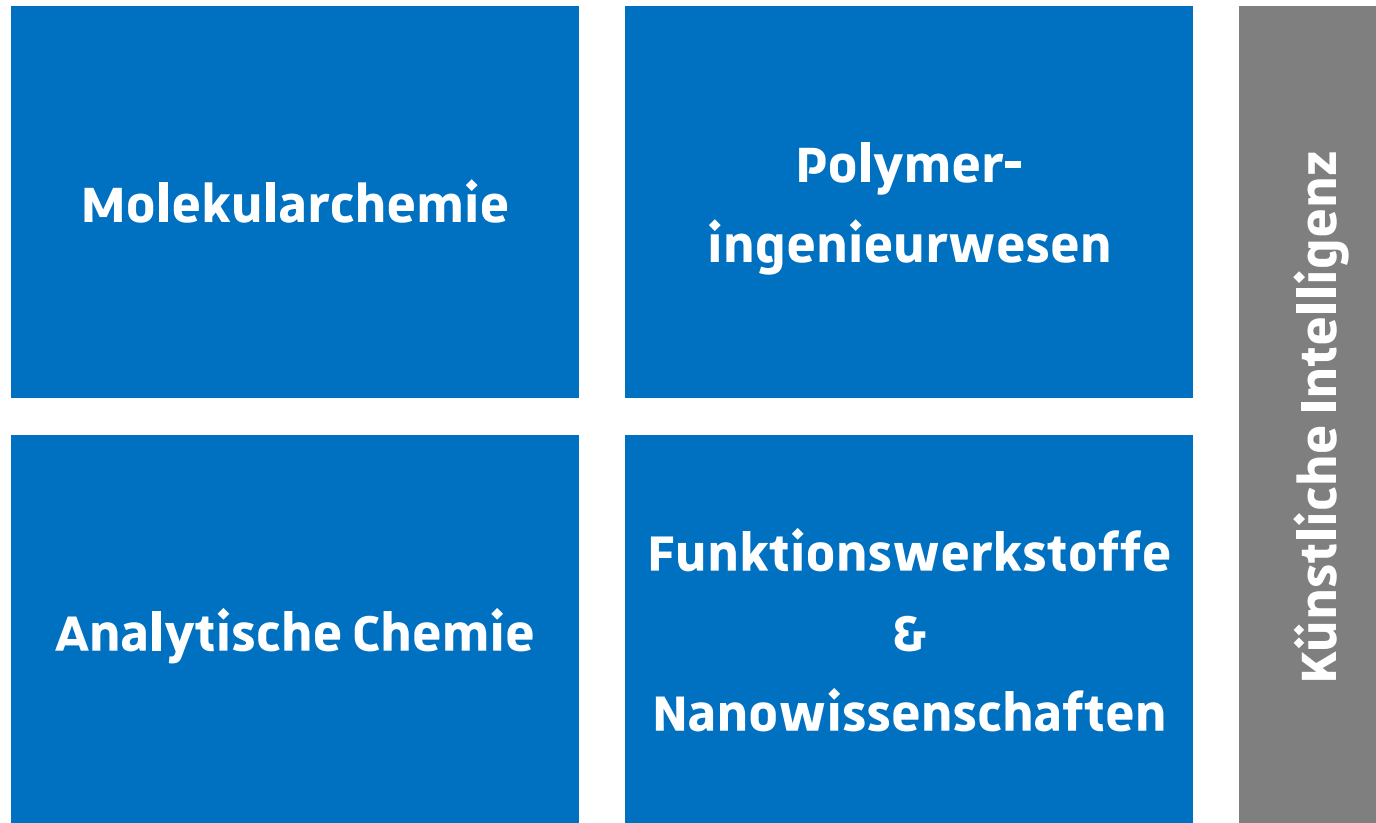 Molekularchemie
Polymer-
ingenieurwesen
Analytische Chemie
Funktionswerkstoffe
&
Nanowissenschaften
Künstliche Intelligenz